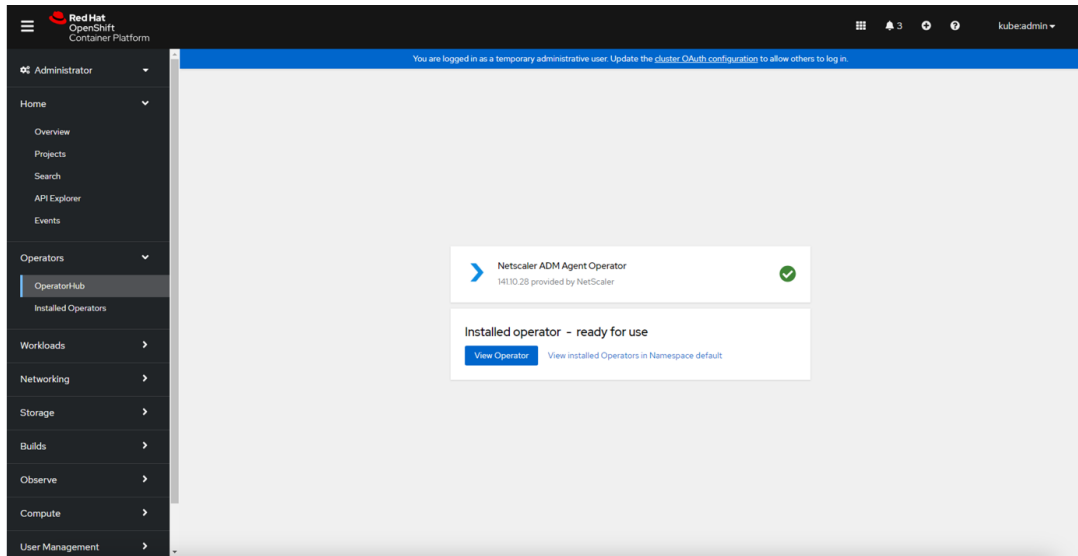 Red Hat
OpenShift
Container Platform
3
kube:admin
You are logged in as a temporary administrative user. Update the cluster OAuth configuration to allow others to log in.
Administrator
Home
Overview
Projects
Search
API Explorer
Events
Operators
OperatorHub
Installed Operators
Workloads
Networking
Storage
Builds
Observe
Compute
User Management
Netscaler ADM Agent Operator
141.10.28 provided by NetScaler
Installed operator - ready for use
View Operator View installed Operators in Namespace default